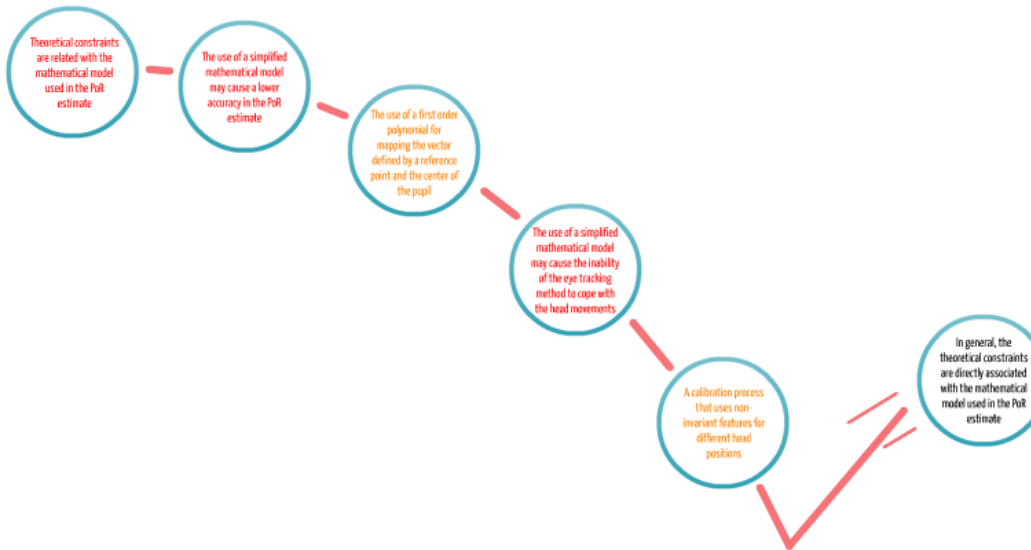 Theoretical constraints
are related with the
mathematical model
used in the PoR
estimate
The use of a simplified
mathematical model
may cause a lower
accuracy in the PoR
estimate
The use of a first order
polynomial for
mapping the vector
defined by a reference
point and the center of
the pupil
The use of a simplified
mathematical model
may cause the inability
of the eye tracking
method to cope with
the head movements
A calibration process
that uses non-
invariant features for
different head
positions
In general, the
theoretical constraints
are directly associated
with the mathematical
model used in the PoR
estimate